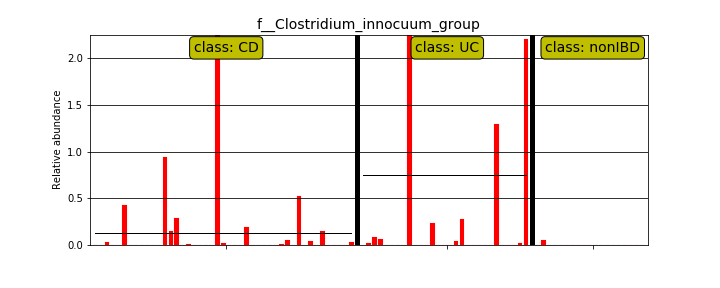 f__Clostridium_innocuum_group
class: CD
class: UC
class: nonIBD
Relative abundance
2.0
1.5
1.0
0.5
0.0